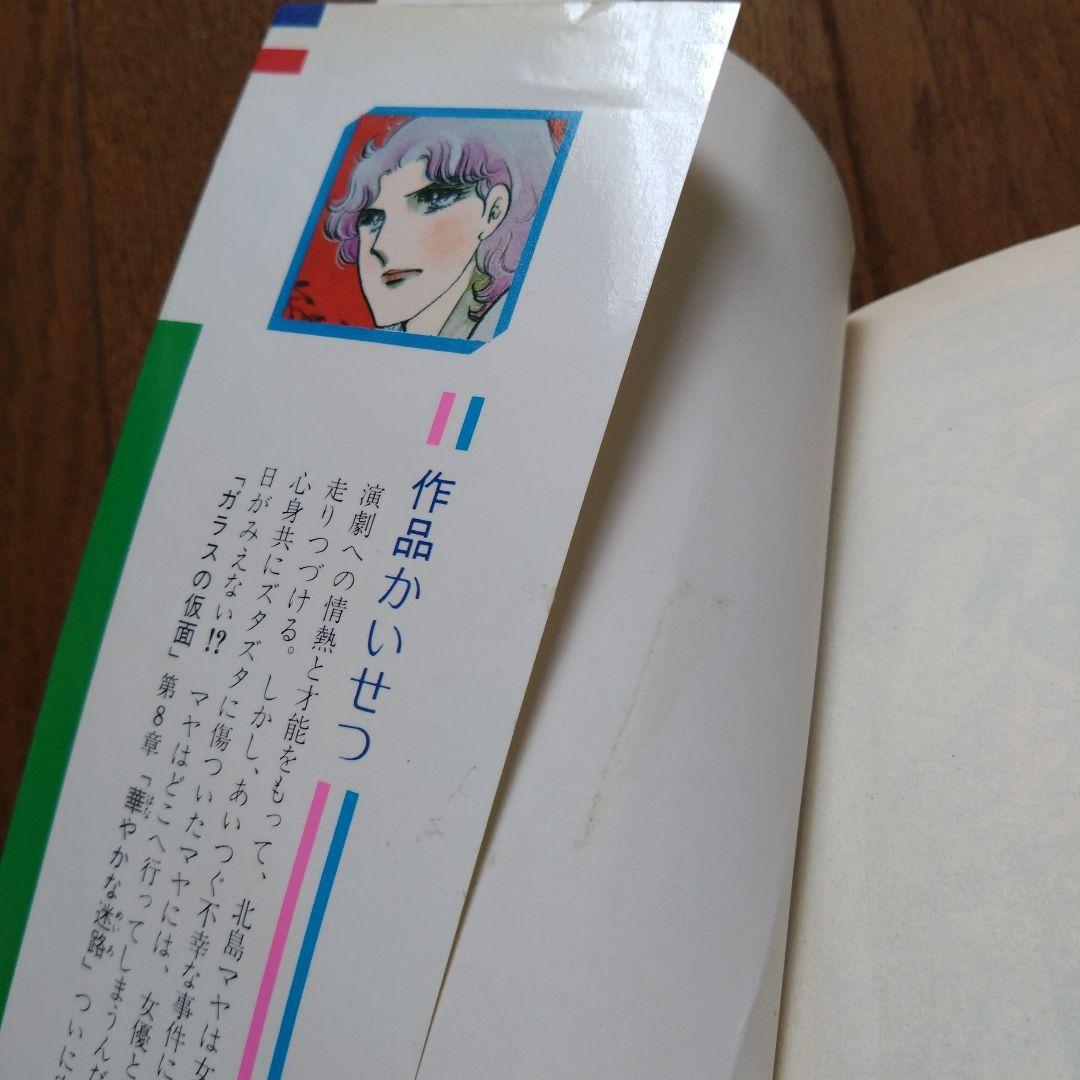 作品かいせつ
演劇への情熱と才能をもって、北島マヤは女
走りつづける。しかし、あいつぐ不幸な事件に
心身共にズタズタに傷ついたマヤには、女優と
日がみえない!? マヤはどこへ行ってしまうんだ
「ガラスの仮面」第8章「華やかな迷路」ついに
はな
めいろ